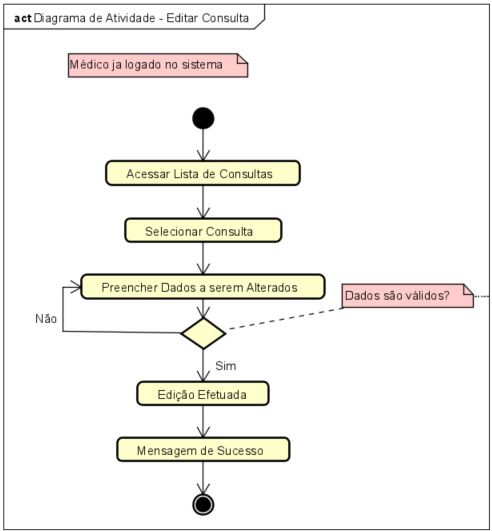 act Diagrama de Atividade - Editar Consulta
Médico ja logado no sistema
Acessar Lista de Consultas
Selecionar Consulta
Preencher Dados a serem Alterados
Dados são válidos?
Não
Sim
Edição Efetuada
Mensagem de Sucesso